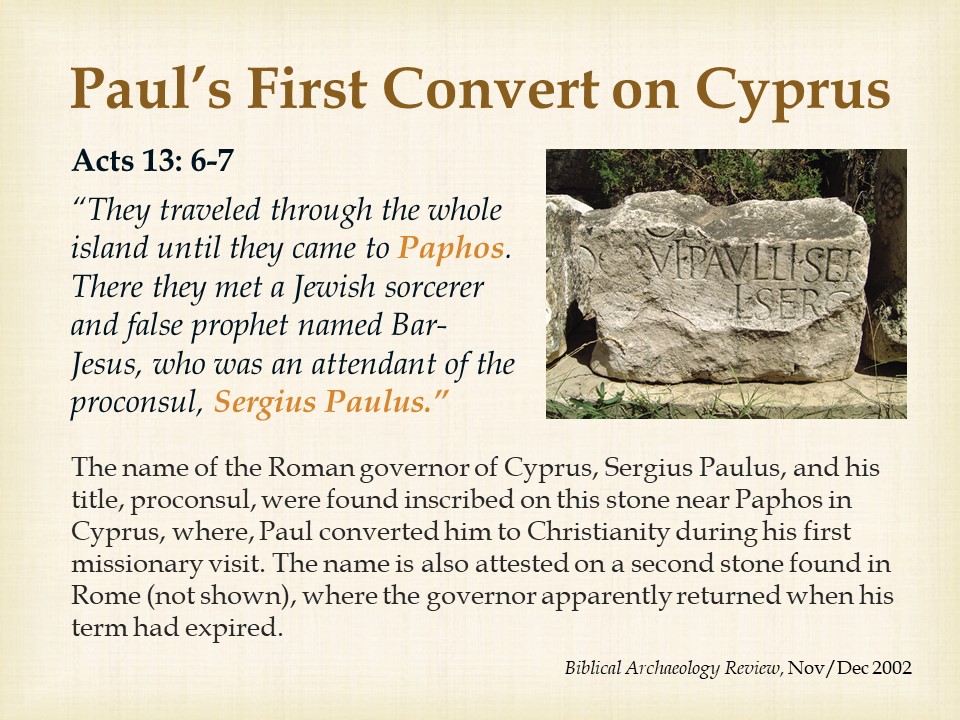 Paul’s First Convert on Cyprus
Acts 13: 6-7
“They traveled through the whole
island until they came to Paphos.
There they met a Jewish sorcerer
and false prophet named Bar-
Jesus, who was an attendant of the
proconsul, Sergius Paulus.”
VI·PAVLLI·SER
L·SERG
The name of the Roman governor of Cyprus, Sergius Paulus, and his
title, proconsul, were found inscribed on this stone near Paphos in
Cyprus, where, Paul converted him to Christianity during his first
missionary visit. The name is also attested on a second stone found in
Rome (not shown), where the governor apparently returned when his
term had expired.
Biblical Archaeology Review, Nov/Dec 2002